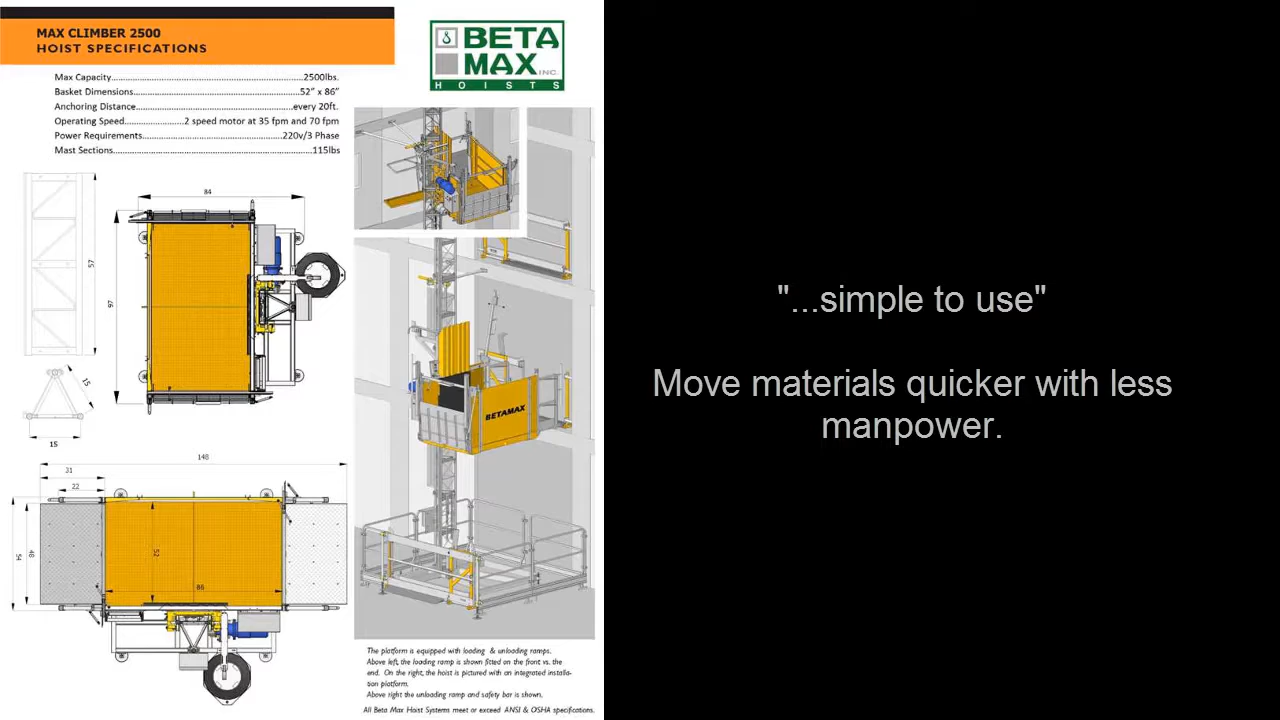 MAX CLIMBER 2500
HOIST SPECIFICATIONS
BETA
MAX INC.
HOISTS
Max Capacity.......................................................2500lbs.
Basket Dimensions...............................................52” x 86”
Anchoring Distance............................................every 20ft.
Operating Speed.................2 speed motor at 35 fpm and 70 fpm
Power Requirements.........................................220v/3 Phase
Mast Sections........................................................115lbs
84
57
97
15
15
BETAMAX
148
31
22
54
48
52
86
The platform is equipped with loading & unloading ramps.
Above left, the loading ramp is shown fitted on the front vs. the
end. On the right, the hoist is pictured with an integrated installa-
tion platform.
Above right the unloading ramp and safety bar is shown.
All Beta Max Hoist Systems meet or exceed ANSI & OSHA specifications.
"...simple to use"
Move materials quicker with less
manpower.